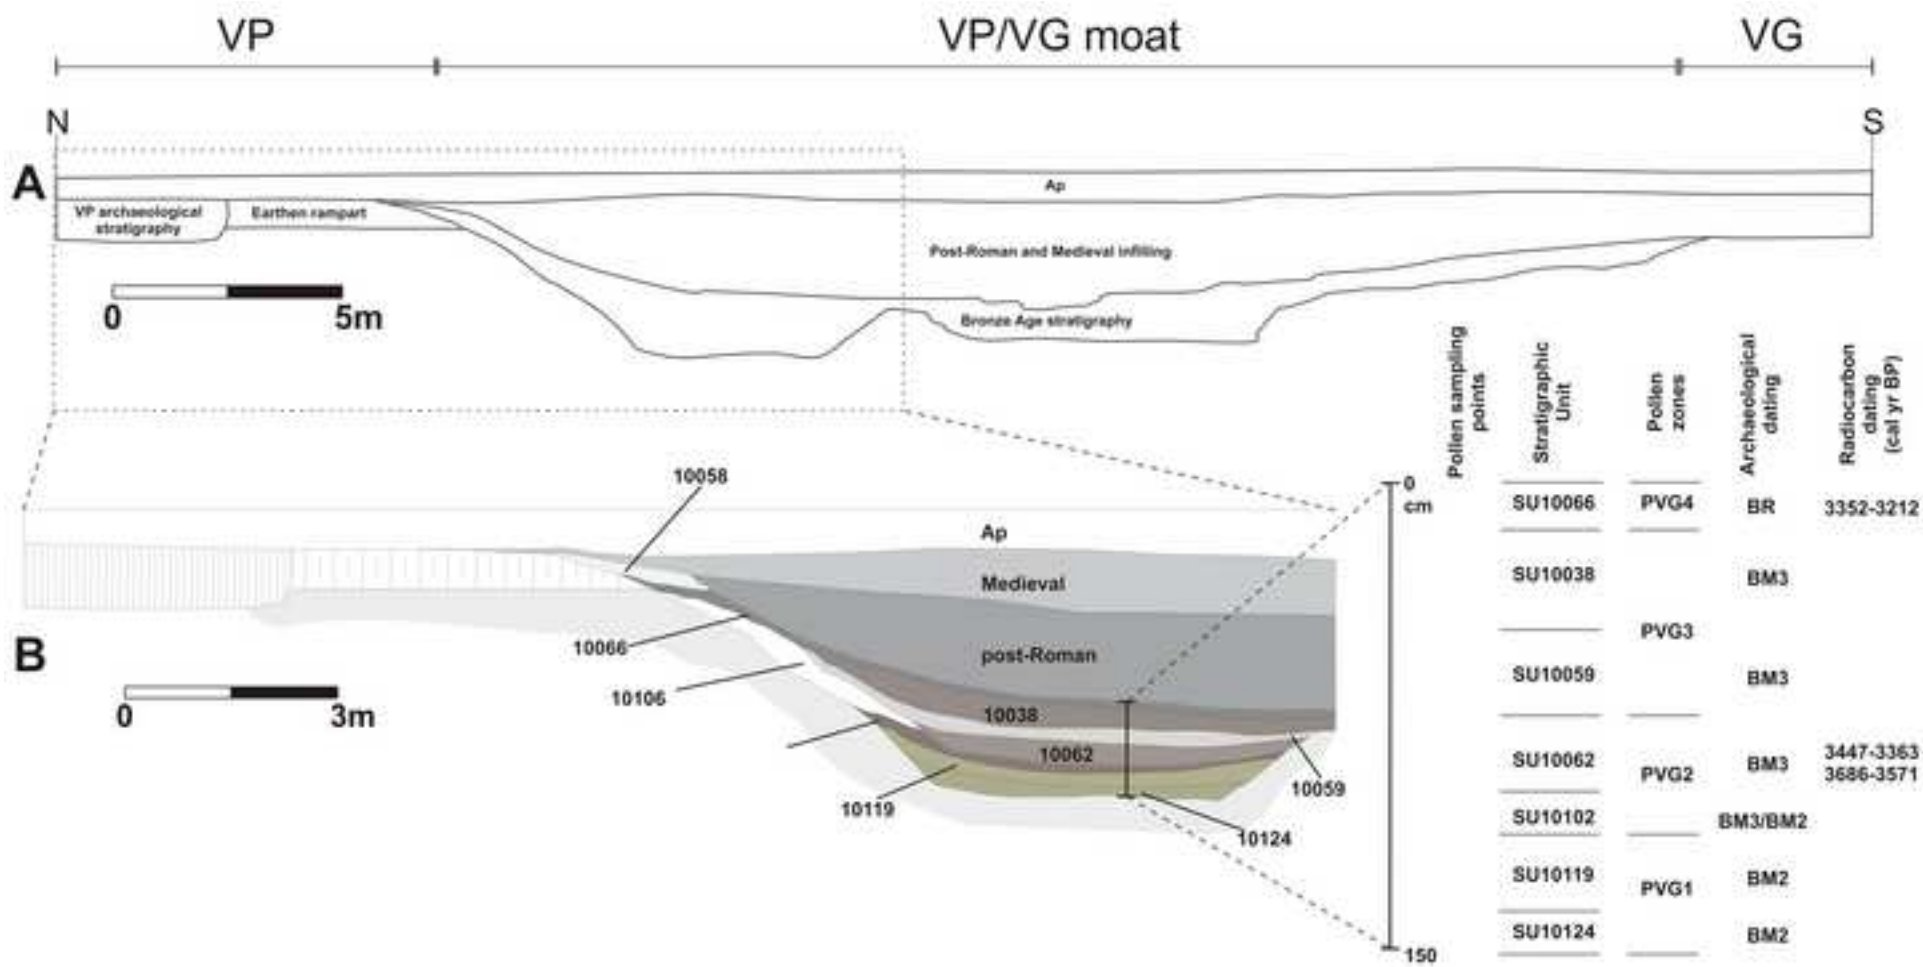 VP VP/VG moat VG
N S
A
Ap
VP archaeological
stratigraphy
Earthen rampart
Post-Roman and Medieval infilling
0 5m
Bronze Age stratigraphy
Pollen sampling
points
Stratigraphic
Unit
Pollen
zones
Archaeological
dating
Radiocarbon
dating
(cal yr BP)
10058
Ap
Medieval
10066
B
post-Roman
10106
0 3m
10038
10062
10059
10119
10124
0
cm
150
SU10066 PVG4 BR 3352-3212
SU10038 BM3
PVG3
SU10059 BM3
SU10062 PVG2 BM3 3447-3363
3686-3571
SU10102 BM3/BM2
SU10119 PVG1 BM2
SU10124 BM2